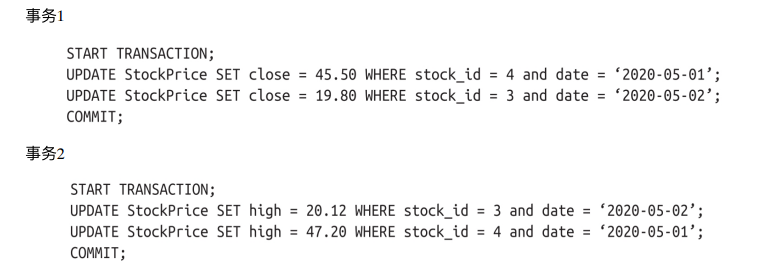 事务1
START TRANSACTION;
UPDATE StockPrice SET close = 45.50 WHERE stock_id = 4 and date = ‘2020-05-01’;
UPDATE StockPrice SET close = 19.80 WHERE stock_id = 3 and date = ‘2020-05-02’;
COMMIT;
事务2
START TRANSACTION;
UPDATE StockPrice SET high = 20.12 WHERE stock_id = 3 and date = ‘2020-05-02’;
UPDATE StockPrice SET high = 47.20 WHERE stock_id = 4 and date = ‘2020-05-01’;
COMMIT;